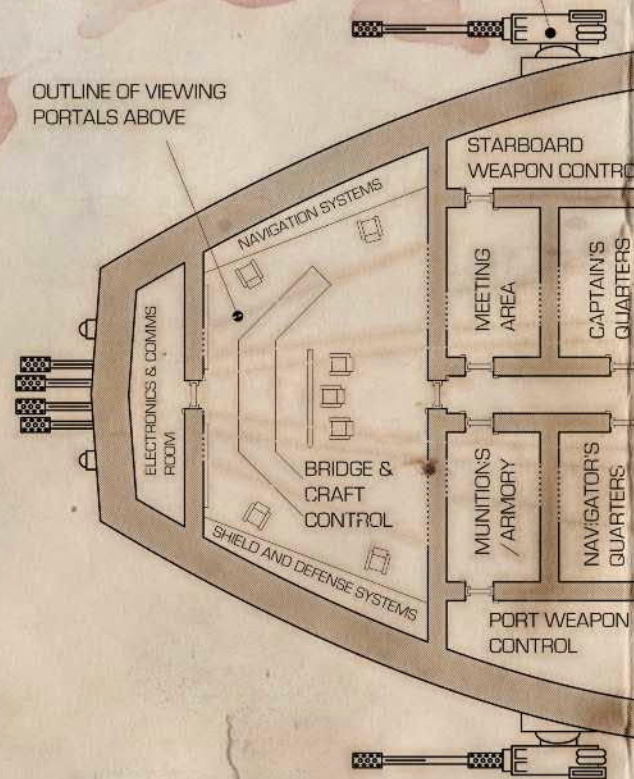 OUTLINE OF VIEWING
PORTALS ABOVE
STARBOARD
WEAPON CONTRO
NAVIGATION SYSTEMS
MEETING
AREA
CAPTAIN'S
QUARTERS
ELECTRONICS & COMMS
ROOM
BRIDGE &
CRAFT
CONTROL
MUNITIONS
/ARMORY
NAVIGATOR'S
QUARTERS
SHIELD AND DEFENSE SYSTEMS
PORT WEAPON
CONTROL